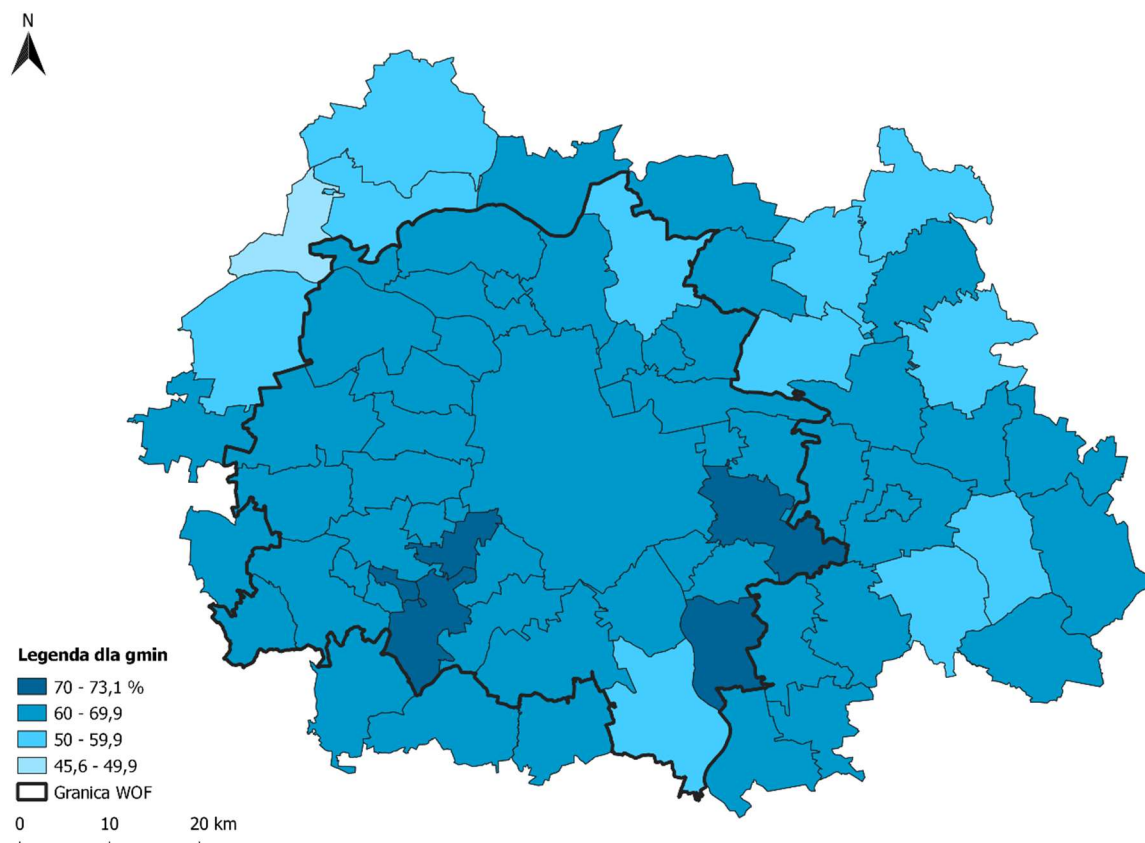 N
Legenda dla gmin
70 - 73,1 %
60 - 69,9
50 - 59,9
45,6 - 49,9
Granica WOF
0 10 20 km